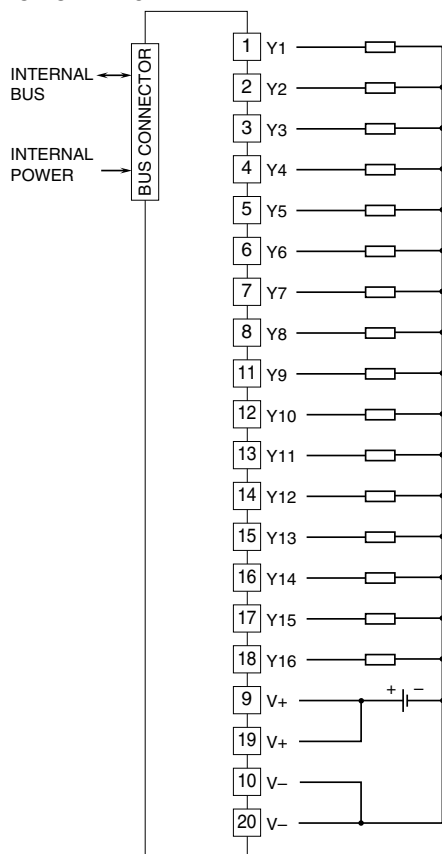 INTERNAL
BUS
INTERNAL
POWER
BUS CONNECTOR
1 Y1
2 Y2
3 Y3
4 Y4
5 Y5
6 Y6
7 Y7
8 Y8
11 Y9
12 Y10
13 Y11
14 Y12
15 Y13
16 Y14
17 Y15
18 Y16
9 V+ + –
19 V+
10 V–
20 V–